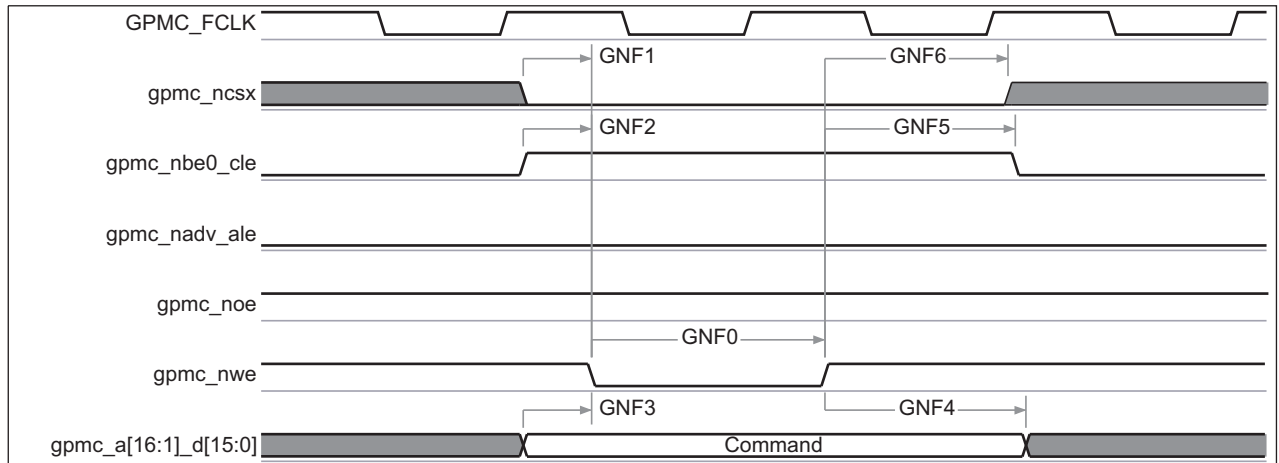 GPMC_FCLK
GNF1
GNF6
gpmc_ncsx
GNF2
GNF5
gpmc_nbe0_cle
gpmc_nadv_ale
gpmc_noe
GNF0
gpmc_nwe
GNF3
GNF4
gpmc_a[16:1]_d[15:0]
Command